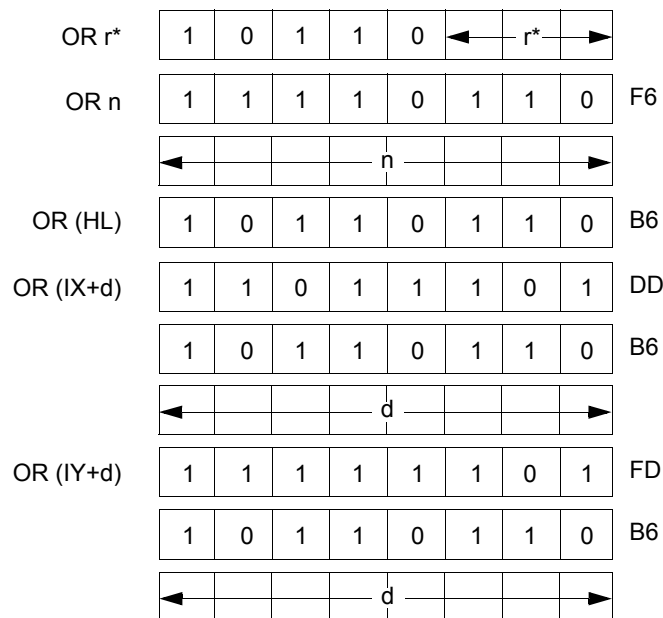 OR r* 1 0 1 1 0 r*
OR n 1 1 1 1 0 1 1 0 F6
n
OR (HL) 1 0 1 1 0 1 1 0 B6
OR (IX+d) 1 1 0 1 1 1 0 1 DD
1 0 1 1 0 1 1 0 B6
d
OR (IY+d) 1 1 1 1 1 1 0 1 FD
1 0 1 1 0 1 1 0 B6
d